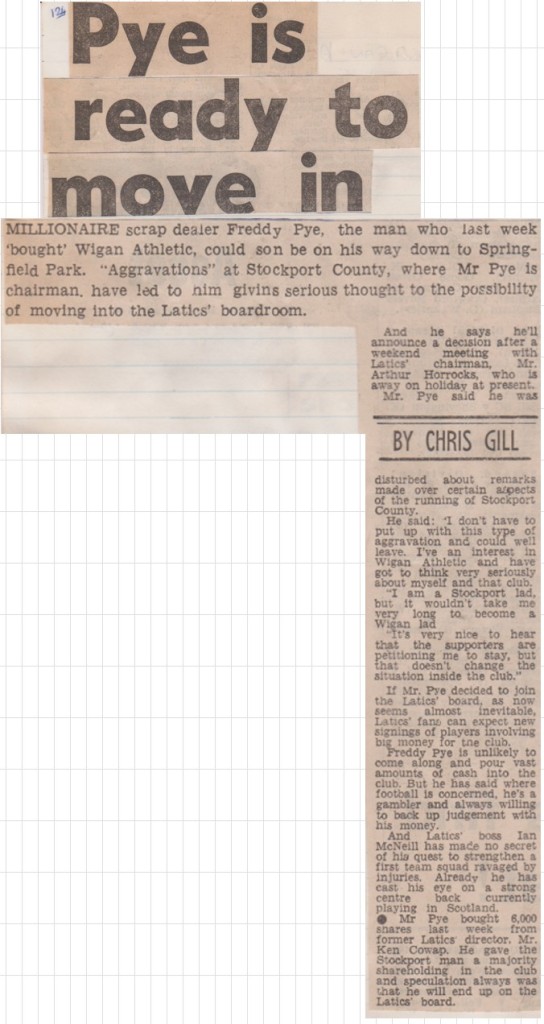 136
Pye is
ready to
move in
MILLIONAIRE scrap dealer Freddy Pye, the man who last week
'bought' Wigan Athletic, could son be on his way down to Spring-
field Park. "Aggravations" at Stockport County, where Mr Pye is
chairman, have led to him givins serious thought to the possibility
of moving into the Latics' boardroom.
And he says he'll
announce a decision after a
weekend meeting with
Latics' chairman, Mr.
Arthur Horrocks, who is
away on holiday at present.
Mr. Pye said he was
BY CHRIS GILL
disturbed about remarks
made over certain aspects
of the running of Stockport
County.
He said: 'I don't have to
put up with this type of
aggravation and could well
leave. I've an interest in
Wigan Athletic and have
got to think very seriously
about myself and that club.
"I am a Stockport lad,
but it wouldn't take me
very long to become a
Wigan lad
"It's very nice to hear
that the supporters are
petitioning me to stay, but
that doesn't change the
situation inside the club."
If Mr. Pye decided to join
the Latics' board, as now
seems almost inevitable,
Latics' fans can expect new
signings of players involving
big money for the club.
Freddy Pye is unlikely to
come along and pour vast
amounts of cash into the
club. But he has said where
football is concerned, he's a
gambler and always willing
to back up judgement with
his money.
And Latics' boss Ian
McNeill has made no secret
of his quest to strengthen a
first team squad ravaged by
injuries. Already he has
cast his eye on a strong
centre back currently
playing in Scotland.
● Mr Pye bought 6,000
shares last week from
former Latics' director, Mr.
Ken Cowap. He gave the
Stockport man a majority
shareholding in the club
and speculation always was
that he will end up on the
Latics' board.